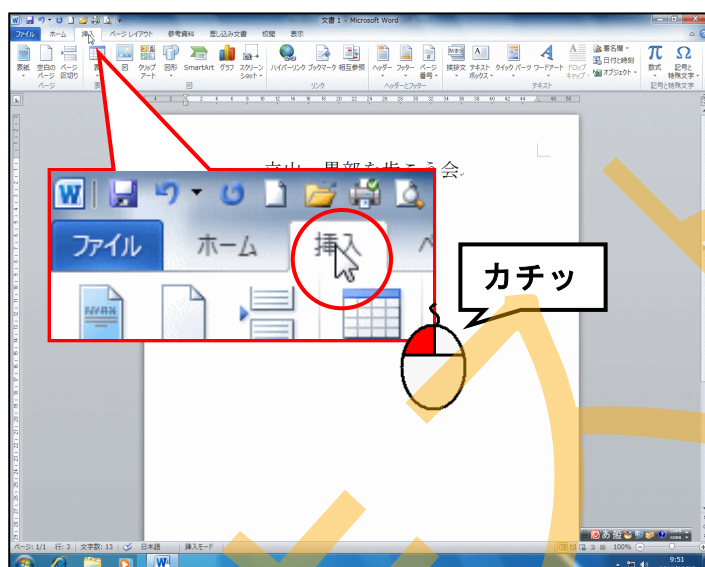 文書 1 - Microsoft Word
ファイル ホーム 挿入 ページ レイアウト 参考資料 差し込み文書 校閲 表示
表紙 空白のページ ページ区切り 表 図 クリップアート 図形 SmartArt グラフ スクリーンショット ハイパーリンク ブックマーク 相互参照 ヘッダー フッター ページ番号 挨拶文 テキストボックス クイック パーツ ワードアート ドロップキャップ 署名欄 日付と時刻 オブジェクト 数式 記号と特殊文字
ページ 表 図 リンク ヘッダーとフッター テキスト 記号と特殊文字
会
ファイル ホーム 挿入
カチッ
ページ: 1/1 行: 3 文字数: 13 日本語 挿入モード 100%
あ 般
9:51